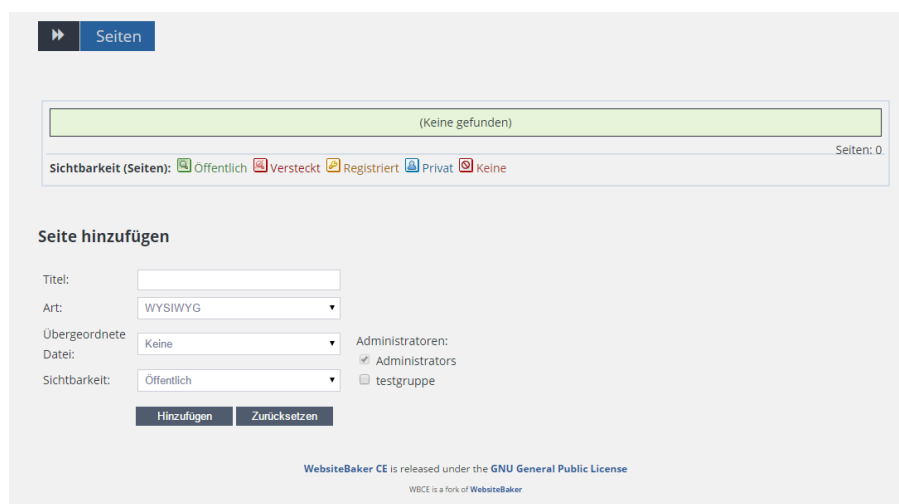 Seiten
(Keine gefunden)
Seiten: 0
Sichtbarkeit (Seiten): Öffentlich Versteckt Registriert Privat Keine
Seite hinzufügen
Titel:
Art: WYSIWYG
Übergeordnete
Datei: Keine
Administratoren:
Administrators
Sichtbarkeit: Öffentlich
testgruppe
Hinzufügen Zurücksetzen
WebsiteBaker CE is released under the GNU General Public License
WBCE is a fork of WebsiteBaker